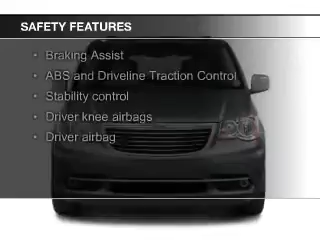 SAFETY FEATURES
• Braking Assist
• ABS and Driveline Traction Control
• Stability control
• Driver knee airbags
• Driver airbag